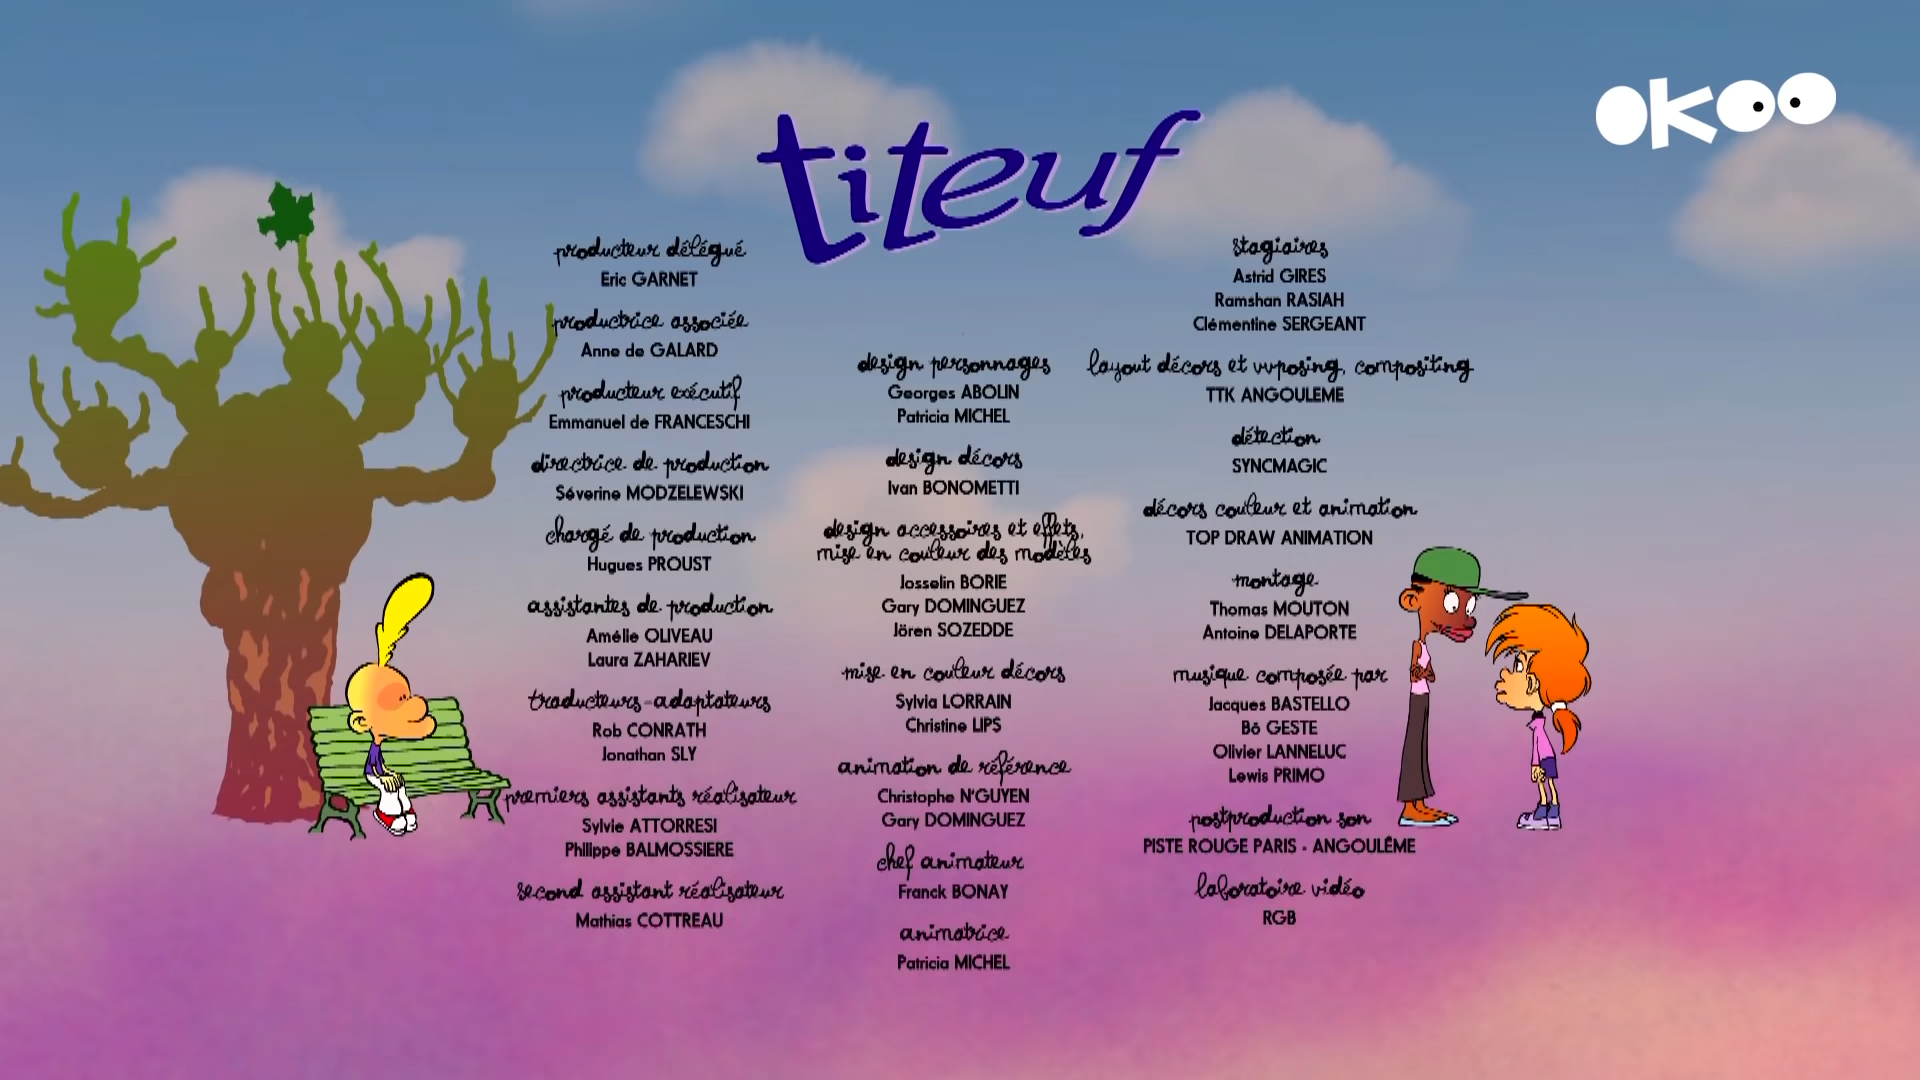 titeuf
OKOO
producteur délégué
Eric GARNET
productrice associée
Anne de GALARD
producteur exécutif
Emmanuel de FRANCESCHI
directrice de production
Séverine MODZELEWSKI
chargé de production
Hugues PROUST
assistantes de production
Amélie OLIVEAU
Laura ZAHARIEV
traducteurs-adaptateurs
Rob CONRATH
Jonathan SLY
premiers assistants réalisateur
Sylvie ATTORRESI
Philippe BALMOSSIERE
second assistant réalisateur
Mathias COTTREAU
design personnages
Georges ABOLIN
Patricia MICHEL
design décors
Ivan BONOMETTI
design accessoires et effets,
mise en couleur des modèles
Josselin BORIE
Gary DOMINGUEZ
Jören SOZEDDE
mise en couleur décors
Sylvia LORRAIN
Christine LIPS
animation de référence
Christophe N'GUYEN
Gary DOMINGUEZ
chef animateur
Franck BONAY
animatrice
Patricia MICHEL
stagiaires
Astrid GIRES
Ramshan RASIAH
Clémentine SERGEANT
layout décors et vvposing, compositing
TTK ANGOULEME
détection
SYNCMAGIC
décors couleur et animation
TOP DRAW ANIMATION
montage
Thomas MOUTON
Antoine DELAPORTE
musique composée par
Jacques BASTELLO
Bô GESTE
Olivier LANNELUC
Lewis PRIMO
postproduction son
PISTE ROUGE PARIS - ANGOULÊME
laboratoire vidéo
RGB